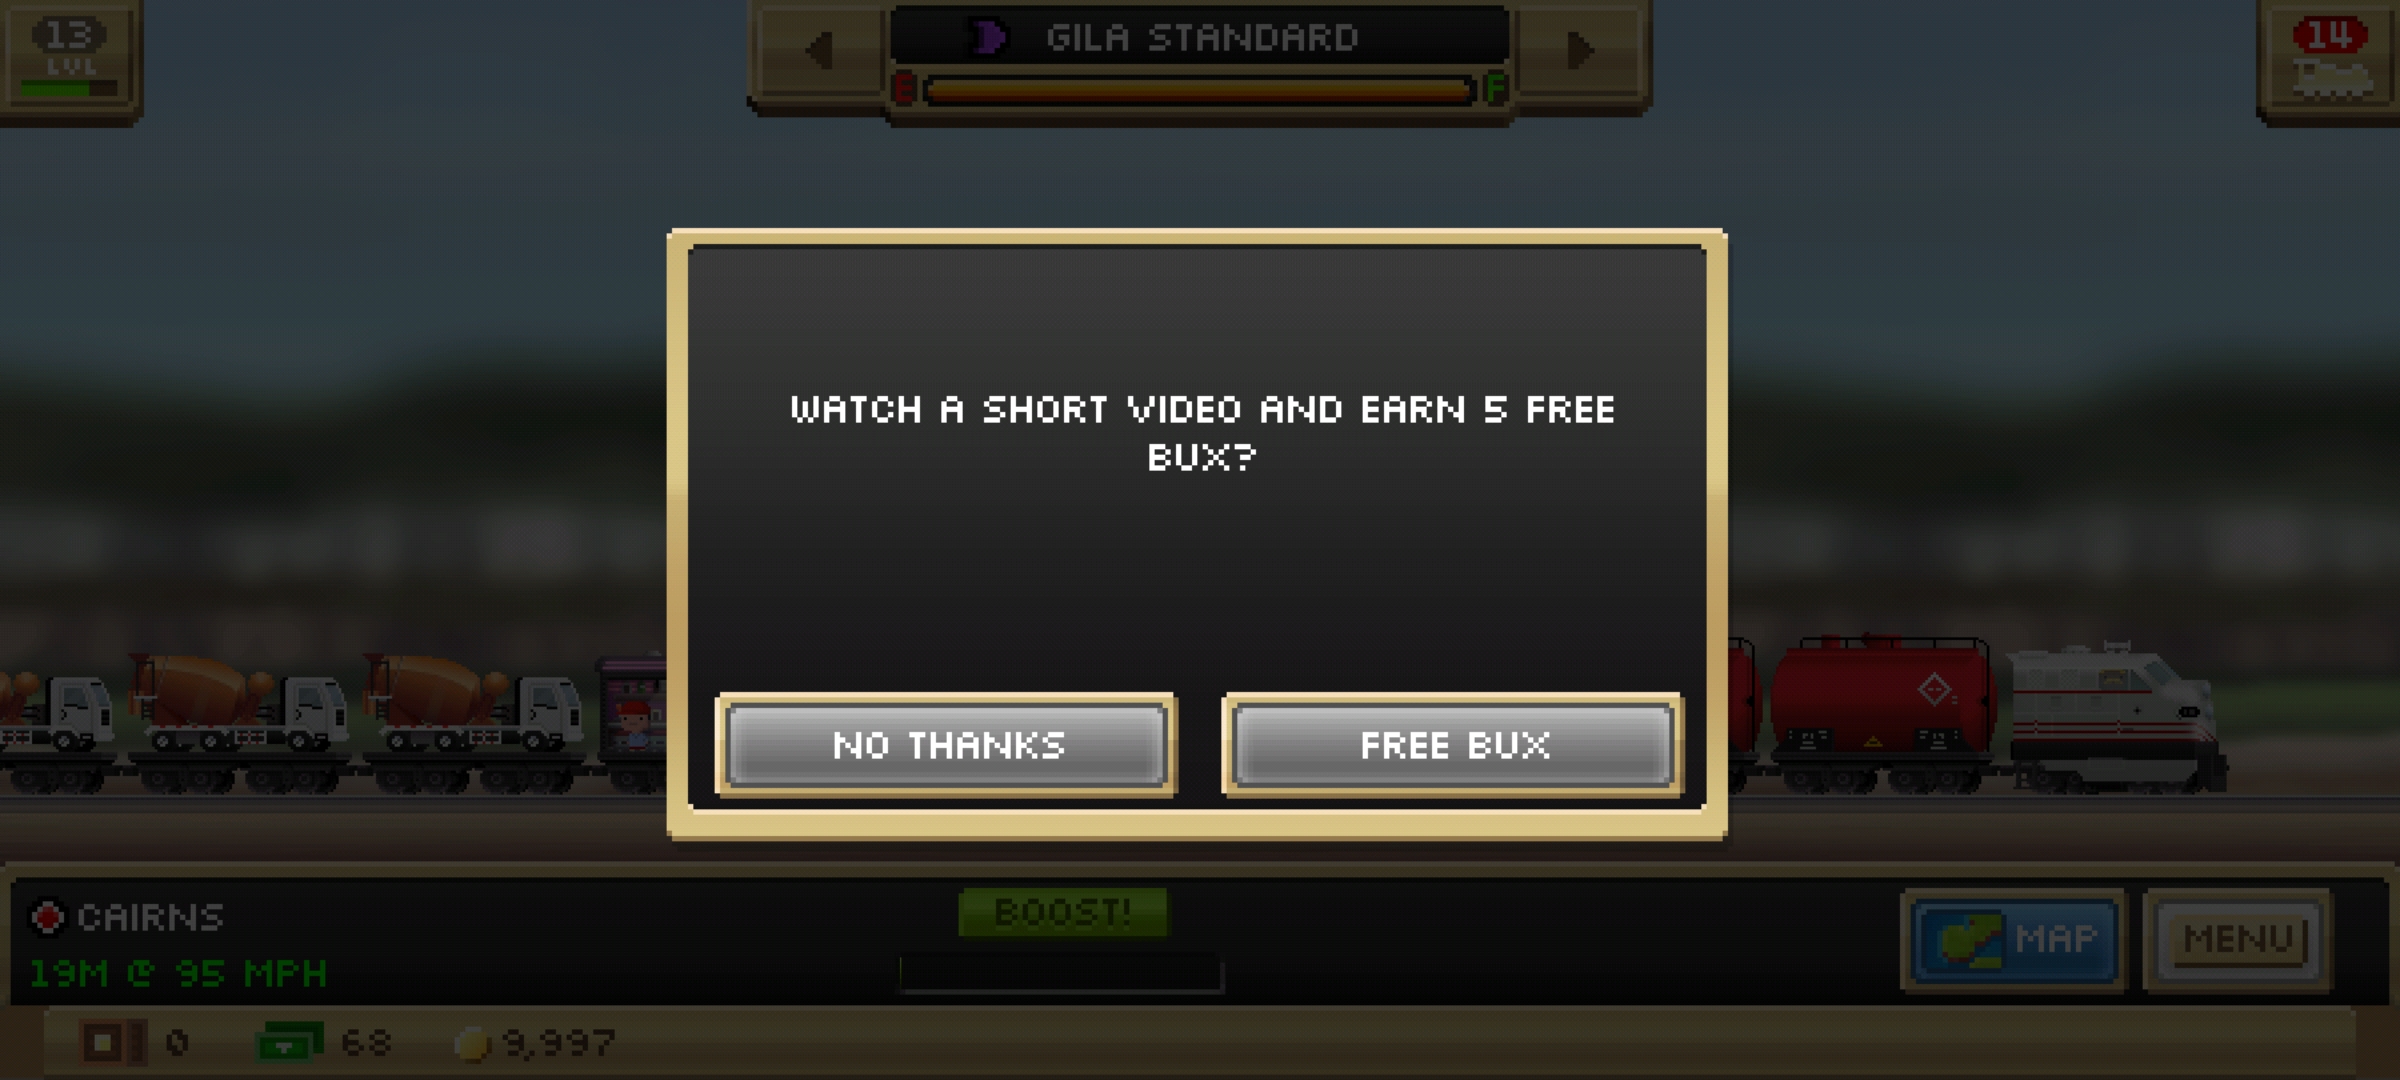 13
LVL
GILA STANDARD
E
F
14
WATCH A SHORT VIDEO AND EARN 5 FREE
BUX?
NO THANKS
FREE BUX
CAIRNS
19M @ 95 MPH
BOOST!
MAP
MENU
0
68
9,997